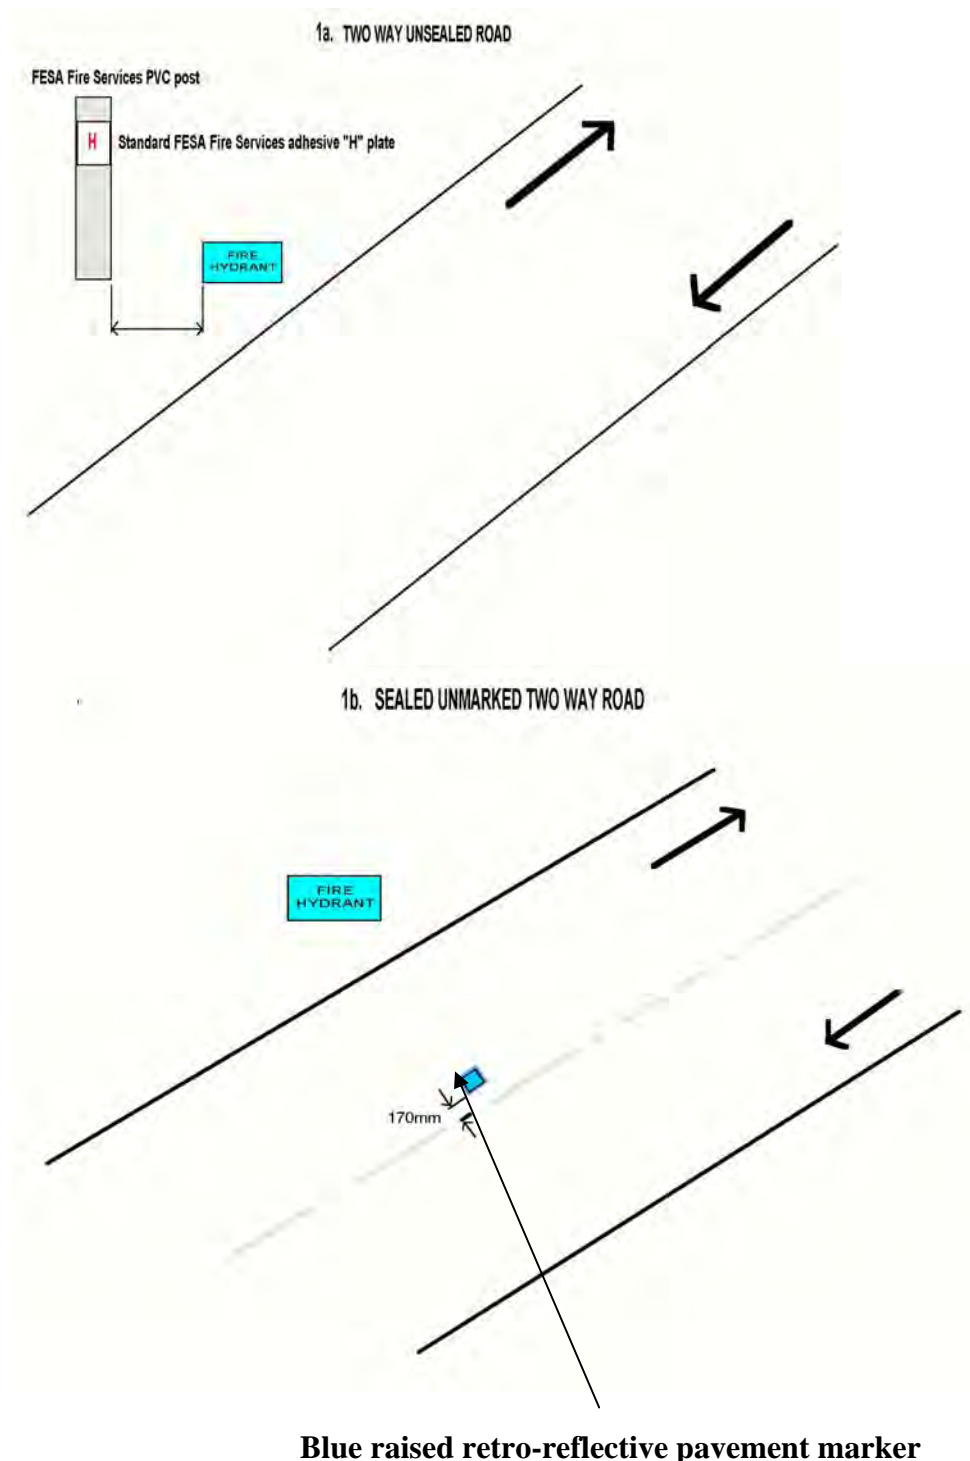 1a. TWO WAY UNSEALED ROAD
FESA Fire Services PVC post
H
Standard FESA Fire Services adhesive "H" plate
FIRE
HYDRANT
1b. SEALED UNMARKED TWO WAY ROAD
FIRE
HYDRANT
170mm
Blue raised retro-reflective pavement marker